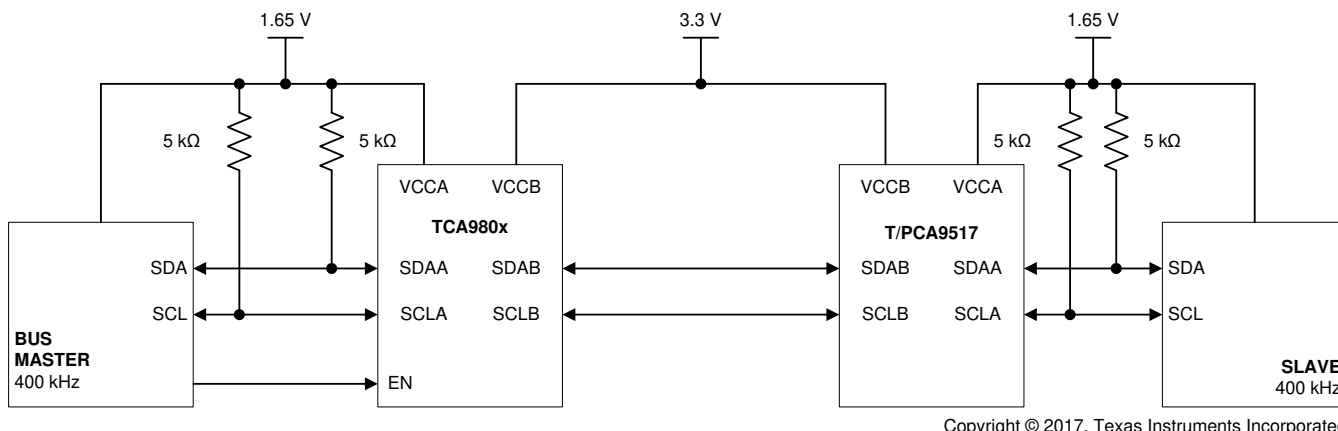 1.65 V
3.3 V
1.65 V
5 kΩ
5 kΩ
5 kΩ
5 kΩ
VCCA VCCB
VCCB VCCA
TCA980x
T/PCA9517
SDA
SDAA SDAB
SDAB SDAA
SDA
SCL
SCLA SCLB
SCLB SCLA
SCL
BUS
MASTER
400 kHz
EN
SLAVE
400 kHz
Copyright © 2017, Texas Instruments Incorporated